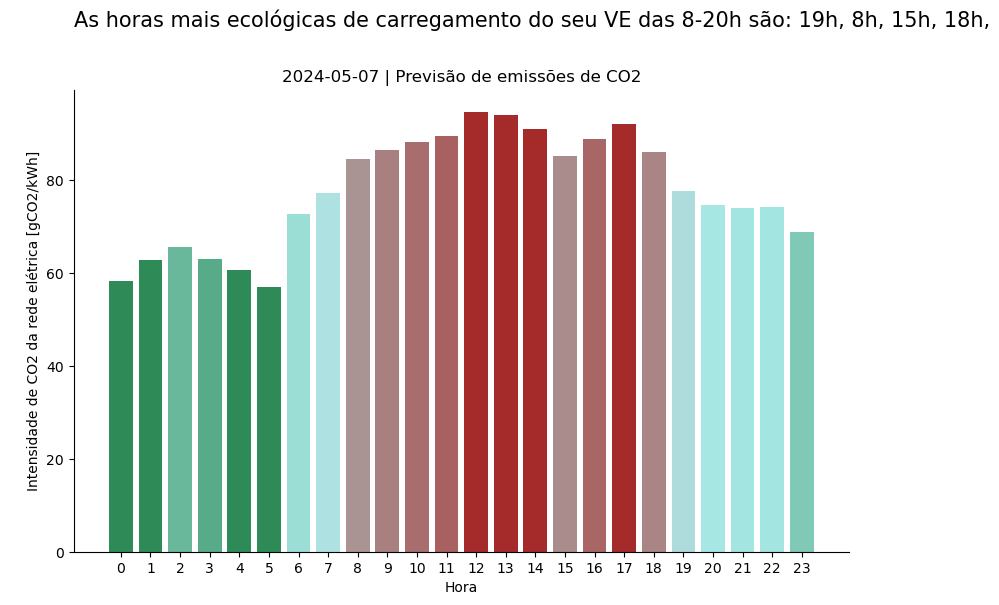 As horas mais ecológicas de carregamento do seu VE das 8-20h são: 19h, 8h, 15h, 18h,
2024-05-07 | Previsão de emissões de CO2
Intensidade de CO2 da rede elétrica [gCO2/kWh]
80
60
40
20
0
0 1 2 3 4 5 6 7 8 9 10 11 12 13 14 15 16 17 18 19 20 21 22 23
Hora